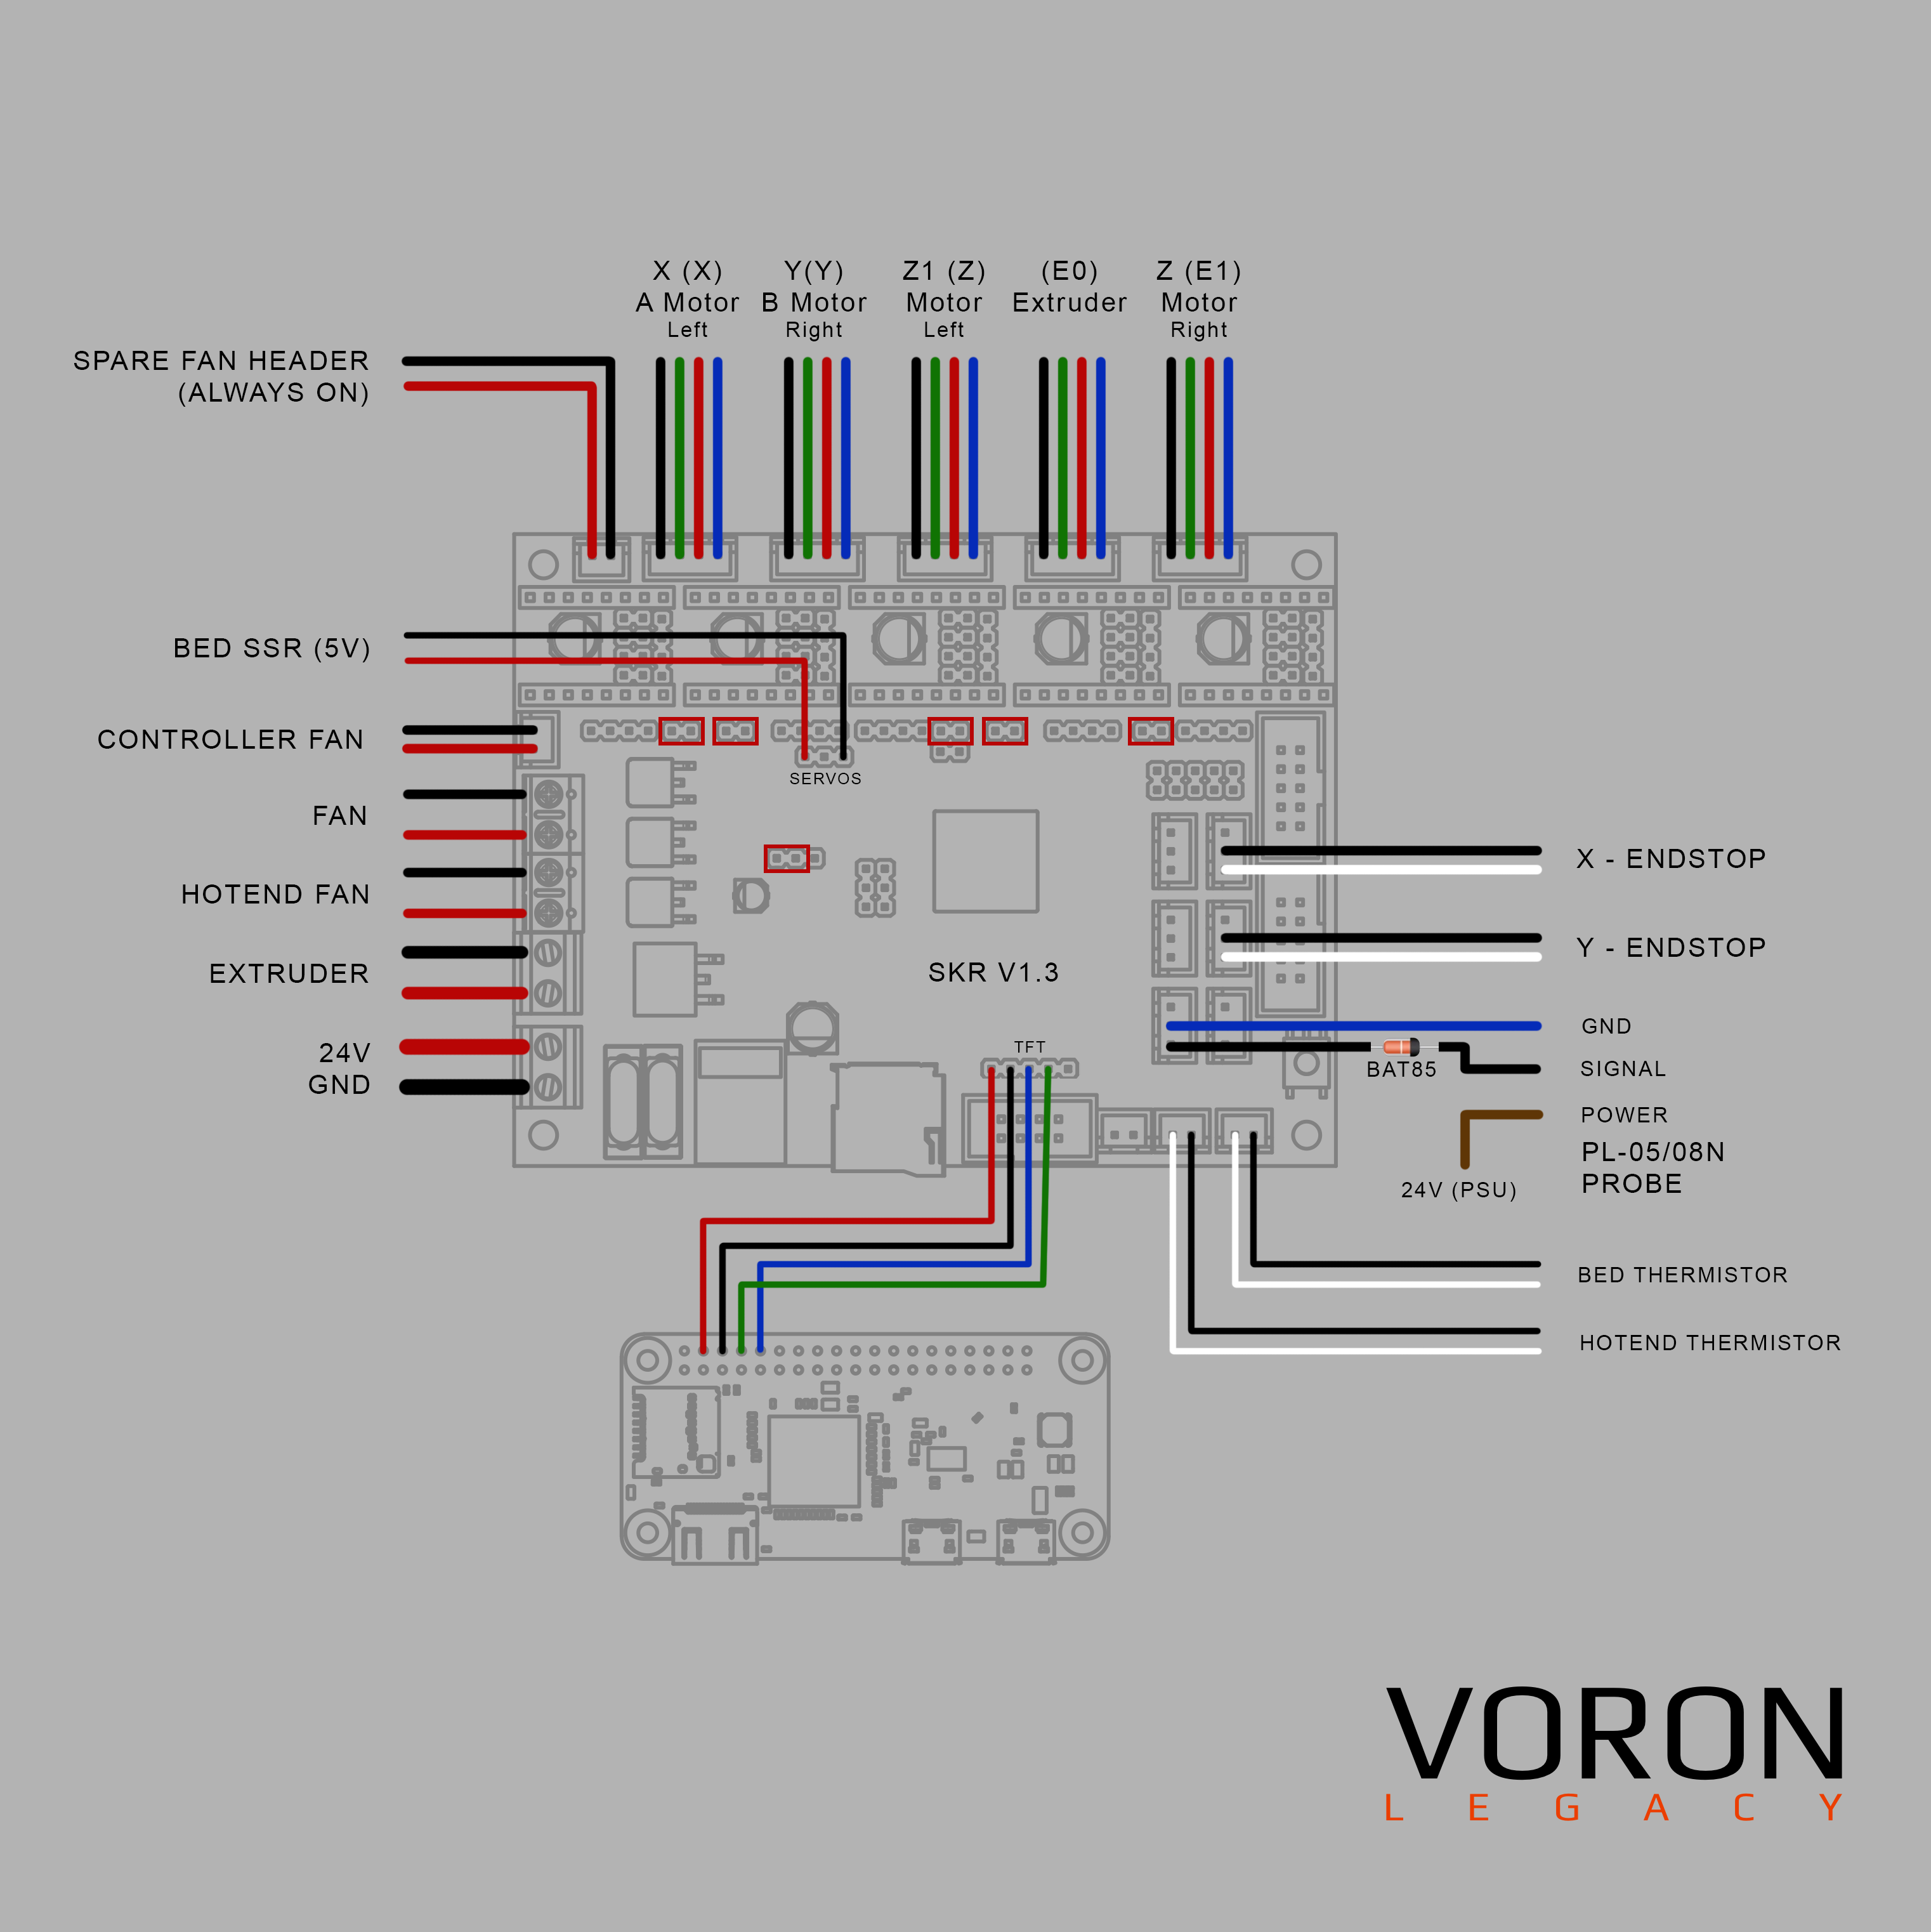 X (X)
A Motor
Left
Y(Y)
B Motor
Right
Z1 (Z)
Motor
Left
(E0)
Extruder
Z (E1)
Motor
Right
SPARE FAN HEADER
(ALWAYS ON)
BED SSR (5V)
CONTROLLER FAN
SERVOS
FAN
HOTEND FAN
EXTRUDER
24V
GND
SKR V1.3
TFT
X - ENDSTOP
Y - ENDSTOP
GND
BAT85
SIGNAL
POWER
PL-05/08N
PROBE
24V (PSU)
BED THERMISTOR
HOTEND THERMISTOR
VORON
LEGACY